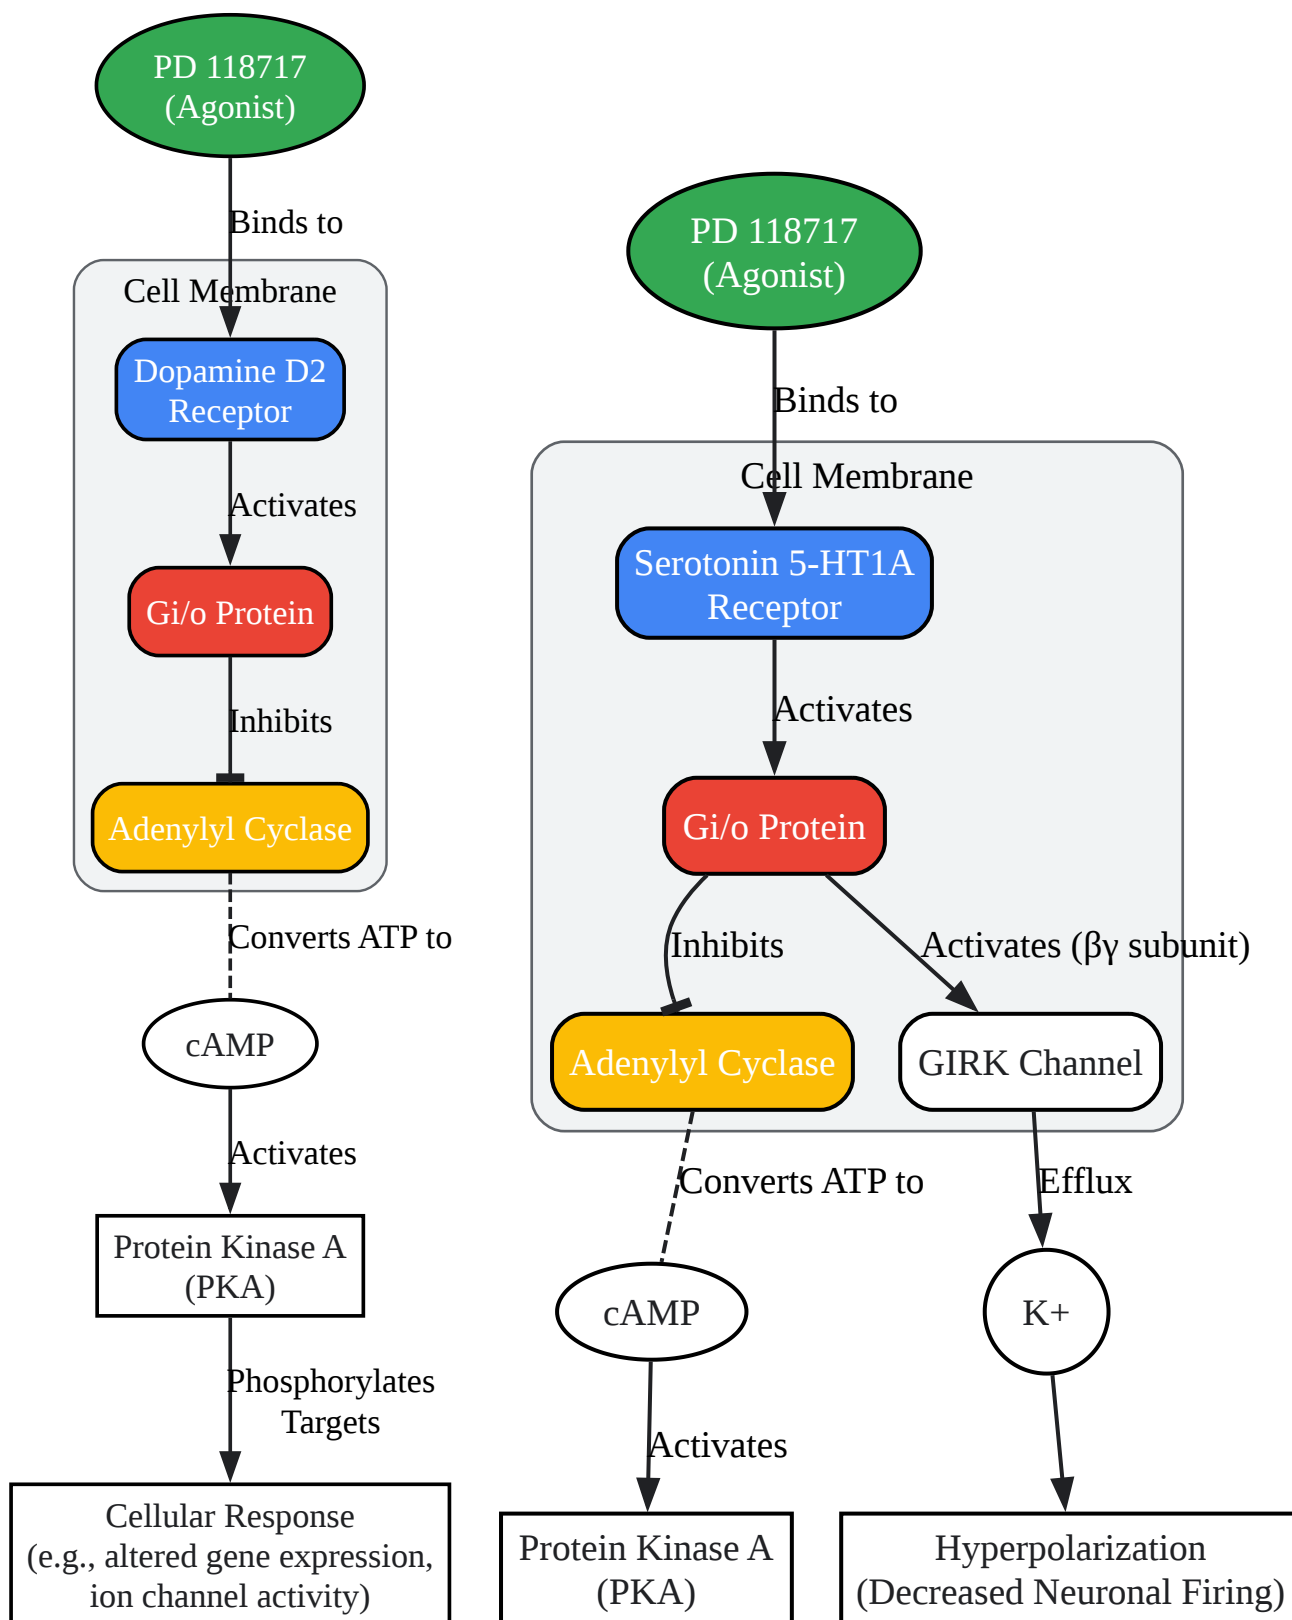 PD 118717
(Agonist)
Binds to
Cell Membrane
Dopamine D2
Receptor
Activates
Gi/o Protein
Inhibits
Adenylyl Cyclase
Converts ATP to
cAMP
Activates
Protein Kinase A
(PKA)
Phosphorylates
Targets
Cellular Response
(e.g., altered gene expression,
ion channel activity)
PD 118717
(Agonist)
Binds to
Cell Membrane
Serotonin 5-HT1A
Receptor
Activates
Gi/o Protein
Inhibits
Activates (βγ subunit)
Adenylyl Cyclase
GIRK Channel
Converts ATP to
Efflux
cAMP
K+
Activates
Protein Kinase A
(PKA)
Hyperpolarization
(Decreased Neuronal Firing)